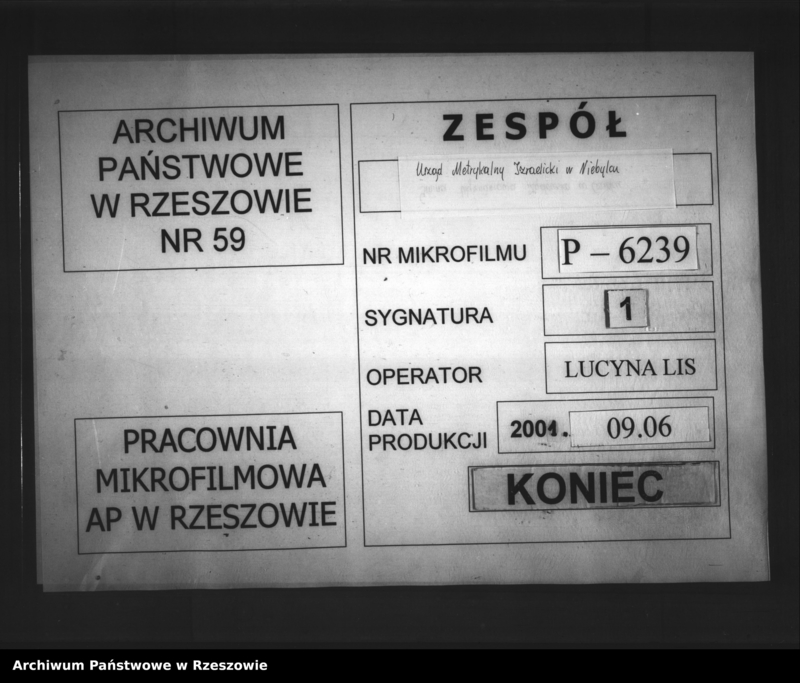 ARCHIWUM
PAŃSTWOWE
W RZESZOWIE
NR 59
ZESPÓŁ
Urząd Metrykalny Izraelicki w Niebylcu
NR MIKROFILMU P – 6239
SYGNATURA 1
OPERATOR LUCYNA LIS
DATA
PRODUKCJI 2001. 09.06
KONIEC
PRACOWNIA
MIKROFILMOWA
AP W RZESZOWIE
Archiwum Państwowe w Rzeszowie